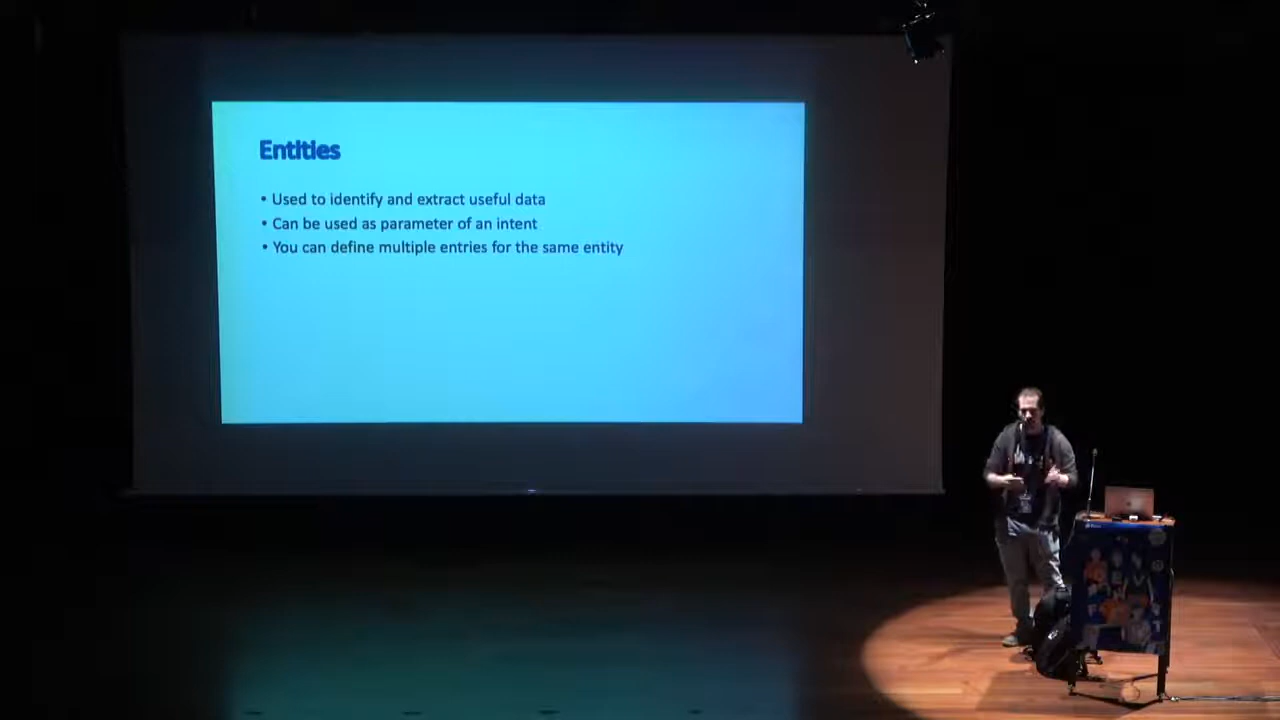 Entities
• Used to identify and extract useful data
• Can be used as parameter of an intent
• You can define multiple entries for the same entity